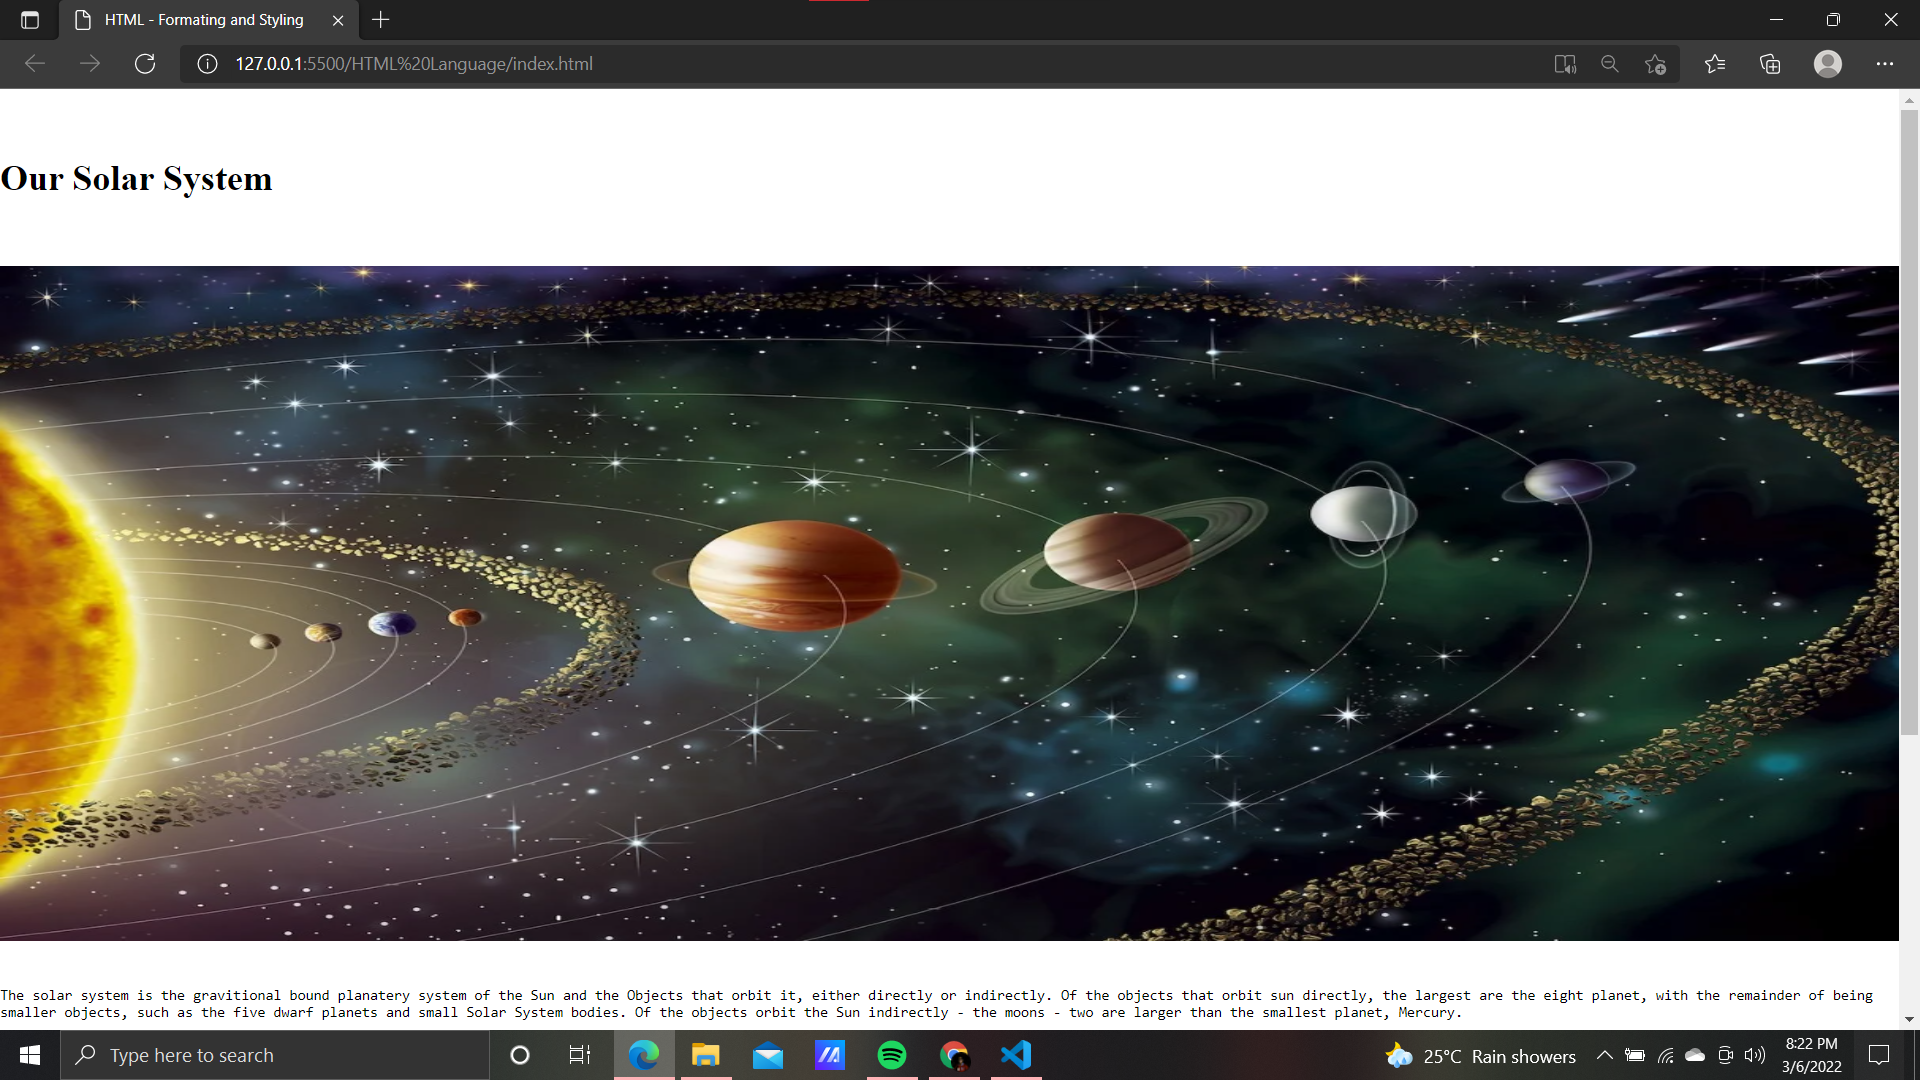 HTML - Formating and Styling
127.0.0.1:5500/HTML%20Language/index.html
Our Solar System
The solar system is the gravitional bound planatery system of the Sun and the Objects that orbit it, either directly or indirectly. Of the objects that orbit sun directly, the largest are the eight planet, with the remainder of being
smaller objects, such as the five dwarf planets and small Solar System bodies. Of the objects orbit the Sun indirectly - the moons - two are larger than the smallest planet, Mercury.
Type here to search
25°C Rain showers
8:22 PM
3/6/2022